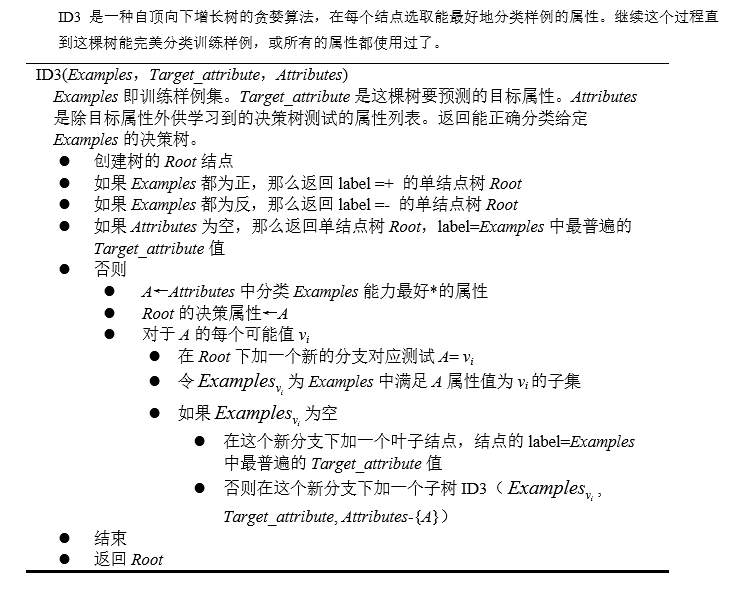 ID3 是一种自顶向下增长树的贪婪算法，在每个结点选取能最好地分类样例的属性。继续这个过程直
到这棵树能完美分类训练样例，或所有的属性都使用过了。
ID3(Examples，Target_attribute，Attributes)
Examples 即训练样例集。Target_attribute 是这棵树要预测的目标属性。Attributes
是除目标属性外供学习到的决策树测试的属性列表。返回能正确分类给定
Examples 的决策树。
● 创建树的 Root 结点
● 如果 Examples 都为正，那么返回 label =+ 的单结点树 Root
● 如果 Examples 都为反，那么返回 label =- 的单结点树 Root
● 如果 Attributes 为空，那么返回单结点树 Root，label=Examples 中最普遍的
Target_attribute 值
● 否则
● A←Attributes 中分类 Examples 能力最好*的属性
● Root 的决策属性←A
● 对于 A 的每个可能值 vi
● 在 Root 下加一个新的分支对应测试 A= vi
● 令 Examplesvi 为 Examples 中满足 A 属性值为 vi 的子集
● 如果 Examplesvi 为空
● 在这个新分支下加一个叶子结点，结点的 label=Examples
中最普遍的 Target_attribute 值
● 否则在这个新分支下加一个子树 ID3（ Examplesvi ,
Target_attribute, Attributes-{A}）
● 结束
● 返回 Root